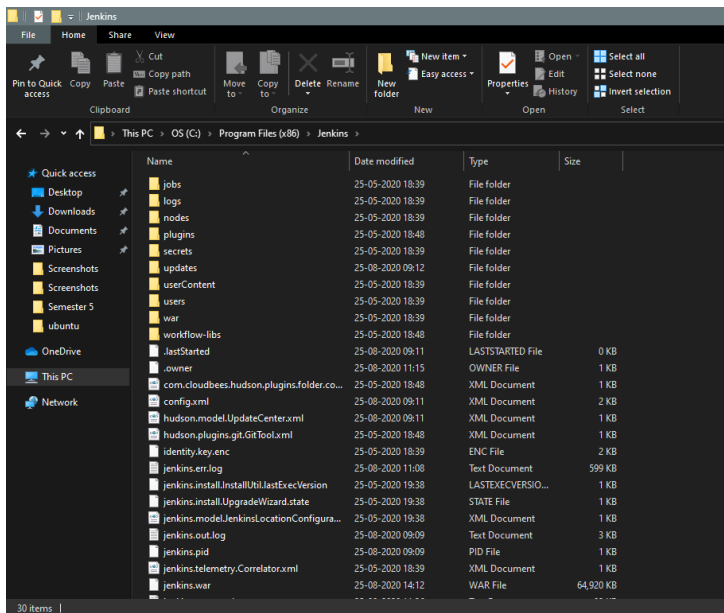 Jenkins
File Home Share View
Pin to Quick access
Copy
Paste
Cut
Copy path
Paste shortcut
Move to
Copy to
Delete
Rename
New folder
New item
Easy access
Properties
Open
Edit
History
Select all
Select none
Invert selection
Clipboard Organize New Open Select
This PC > OS (C:) > Program Files (x86) > Jenkins >
Quick access
Desktop
Downloads
Documents
Pictures
Screenshots
Screenshots
Semester 5
ubuntu
OneDrive
This PC
Network
Name Date modified Type Size
jobs 25-05-2020 18:39 File folder
logs 25-05-2020 18:39 File folder
nodes 25-05-2020 18:39 File folder
plugins 25-05-2020 18:48 File folder
secrets 25-05-2020 18:39 File folder
updates 25-08-2020 09:12 File folder
userContent 25-05-2020 18:39 File folder
users 25-05-2020 18:39 File folder
war 25-05-2020 18:39 File folder
workflow-libs 25-05-2020 18:48 File folder
.lastStarted 25-08-2020 09:11 LASTSTARTED File 0 KB
.owner 25-08-2020 11:15 OWNER File 1 KB
com.cloudbees.hudson.plugins.folder.co... 25-05-2020 18:48 XML Document 1 KB
config.xml 25-08-2020 09:11 XML Document 2 KB
hudson.model.UpdateCenter.xml 25-08-2020 09:11 XML Document 1 KB
hudson.plugins.git.GitTool.xml 25-05-2020 18:48 XML Document 1 KB
identity.key.enc 25-05-2020 18:39 ENC File 2 KB
jenkins.err.log 25-08-2020 11:08 Text Document 599 KB
jenkins.install.InstallUtil.lastExecVersion 25-05-2020 19:38 LASTEXECVERSIO... 1 KB
jenkins.install.UpgradeWizard.state 25-05-2020 19:38 STATE File 1 KB
jenkins.model.JenkinsLocationConfigura... 25-05-2020 19:38 XML Document 1 KB
jenkins.out.log 25-08-2020 09:09 Text Document 3 KB
jenkins.pid 25-08-2020 09:09 PID File 1 KB
jenkins.telemetry.Correlator.xml 25-05-2020 18:39 XML Document 1 KB
jenkins.war 25-08-2020 14:12 WAR File 64,920 KB
30 items